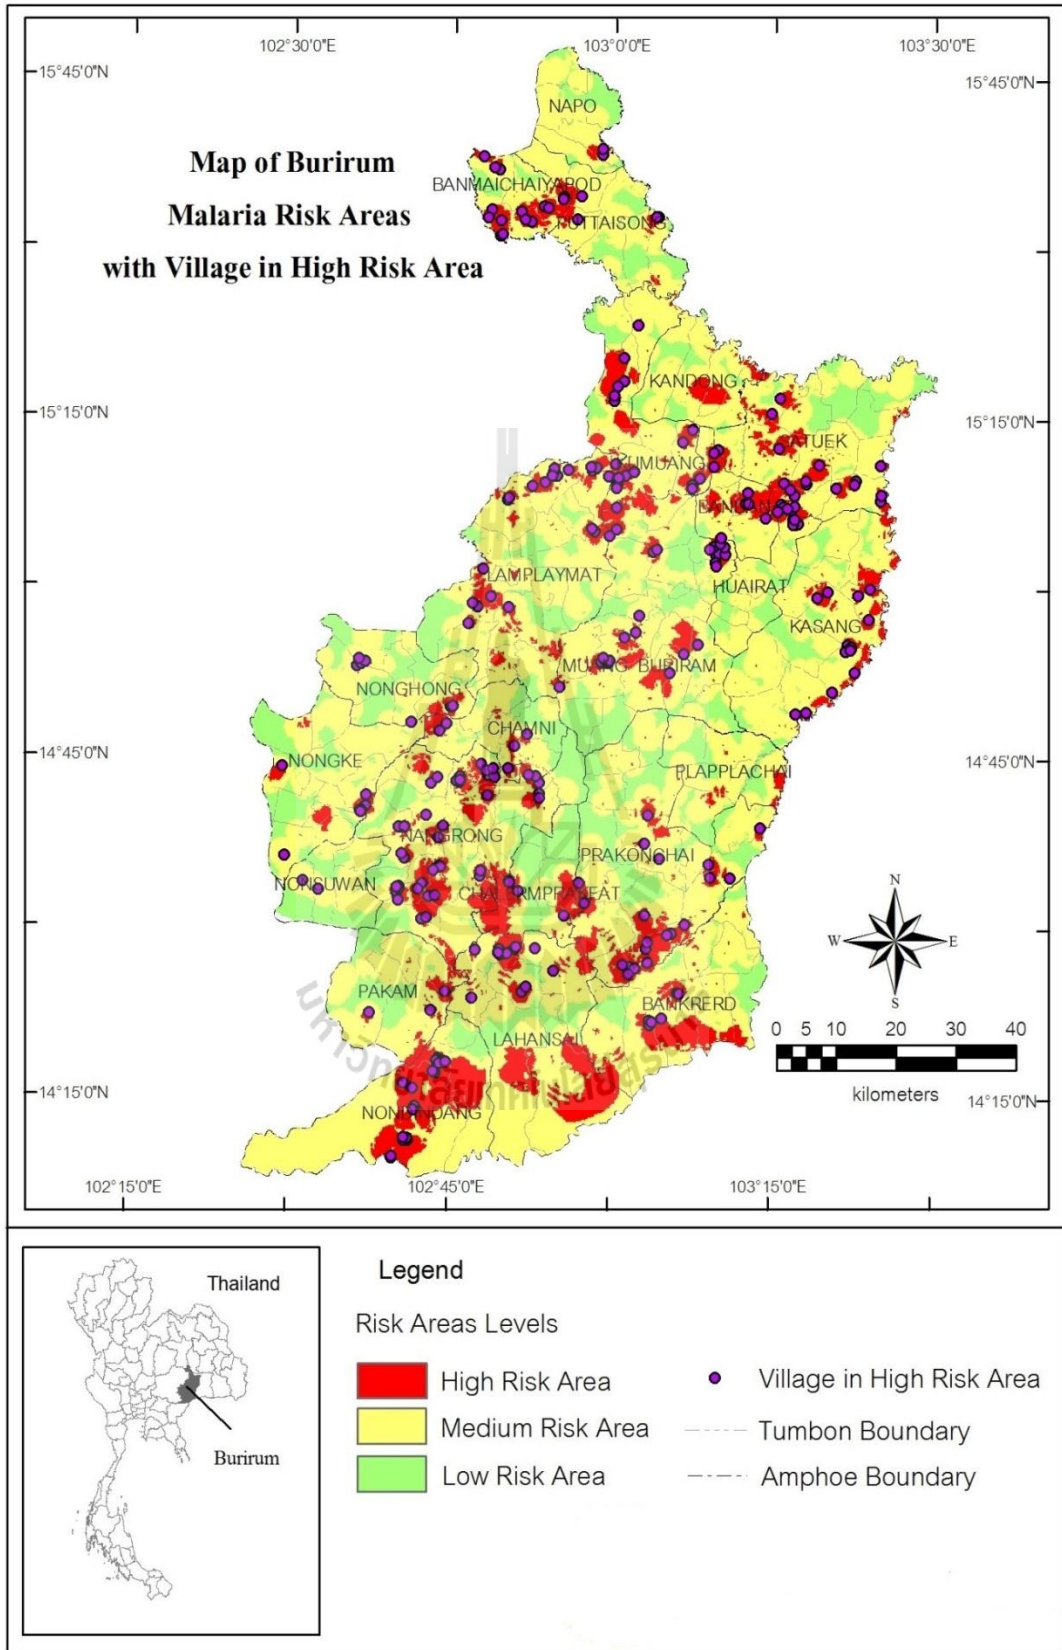 102°30'0"E
103°0'0"E
103°30'0"E
15°45'0"N
15°45'0"N
NAPO
Map of Burirum
Malaria Risk Areas
with Village in High Risk Area
BANMAICHAIYAPOD
PUTTAISONG
KANDONG
15°15'0"N
15°15'0"N
SATUEK
KUMUANG
BANDAN
LAMPLAYMAT
HUAIRAT
KASANG
MUANG BURIRAM
NONGHONG
CHAMNI
14°45'0"N
14°45'0"N
NONGKE
PLAPPLACHAI
NANGRONG
PRAKONCHAI
NONSUWAN
CHALERMPRAKEAT
N
W
E
S
PAKAM
BANKRERD
LAHANSAI
0 5 10 20 30 40
kilometers
14°15'0"N
14°15'0"N
NONDINDANG
102°15'0"E
102°45'0"E
103°15'0"E
Thailand
Burirum
Legend
Risk Areas Levels
High Risk Area
Medium Risk Area
Low Risk Area
Village in High Risk Area
Tumbon Boundary
Amphoe Boundary